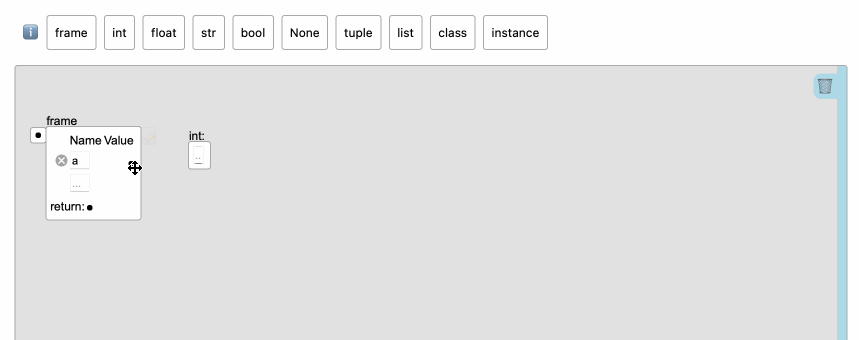 frame int float str bool None tuple list class instance
frame
Name Value
a
...
return:
int:
..